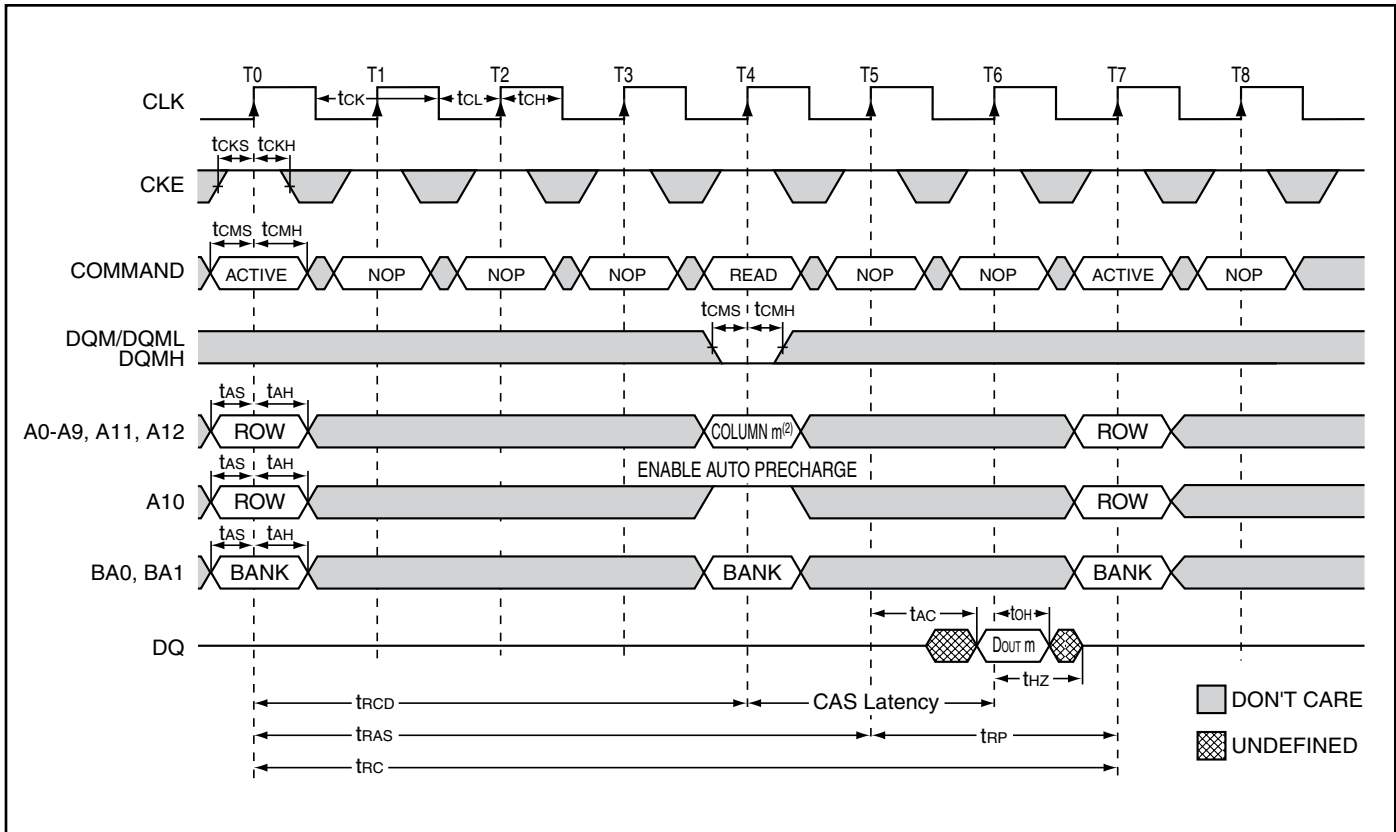 T0 T1 T2 T3 T4 T5 T6 T7 T8
CLK tCK tCL tCH
tCKS tCKH
CKE
tCMS tCMH
COMMAND ACTIVE NOP NOP NOP READ NOP NOP ACTIVE NOP
tCMS tCMH
DQM/DQML
DQMH
tAS tAH
A0-A9, A11, A12 ROW COLUMN m(2) ROW
tAS tAH ENABLE AUTO PRECHARGE
A10 ROW ROW
tAS tAH
BA0, BA1 BANK BANK BANK
tAC tOH
DQ DOUT m
tHZ
tRCD CAS Latency DON'T CARE
tRAS tRP UNDEFINED
tRC